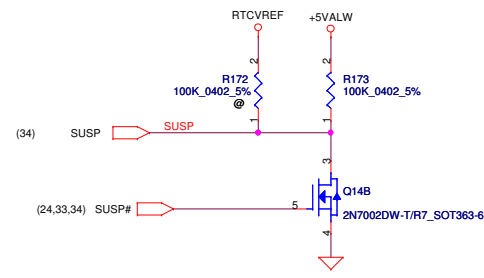 RTCVREF
+5VALW
2
2
R172
100K_0402_5%
@
R173
100K_0402_5%
1
1
(34)
SUSP
SUSP
3
Q14B
(24,33,34)
SUSP#
5
2N7002DW-T/R7_SOT363-6
4